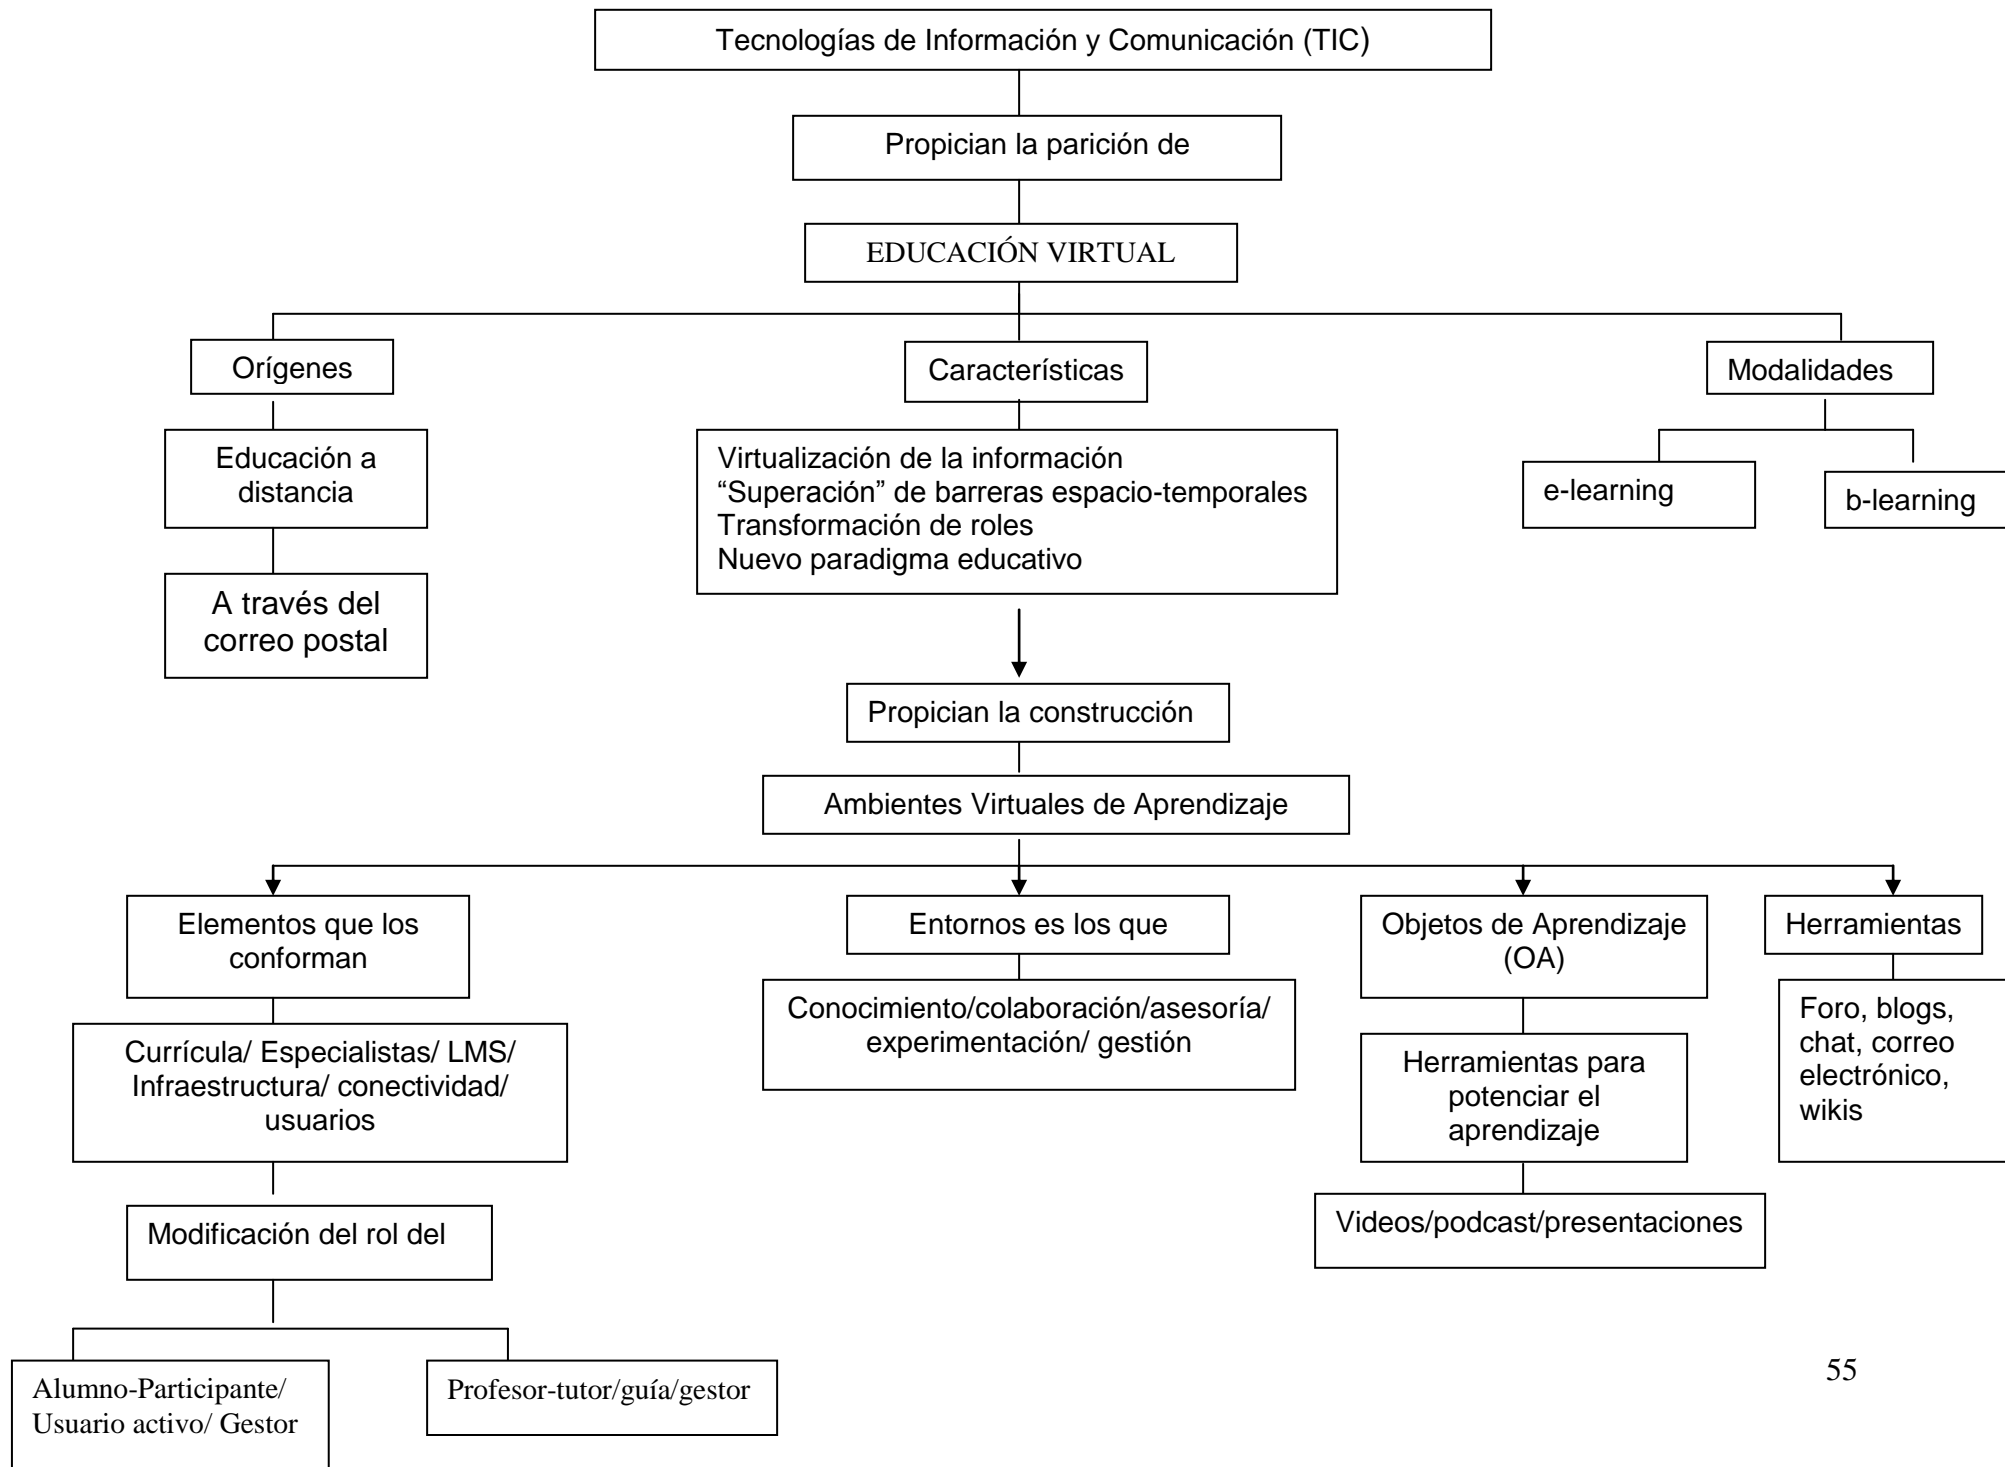 Tecnologías de Información y Comunicación (TIC)
Propician la parición de
EDUCACIÓN VIRTUAL
Orígenes
Características
Modalidades
Educación a
distancia
Virtualización de la información
“Superación” de barreras espacio-temporales
Transformación de roles
Nuevo paradigma educativo
e-learning
b-learning
A través del
correo postal
Propician la construcción
Ambientes Virtuales de Aprendizaje
Elementos que los
conforman
Entornos es los que
Objetos de Aprendizaje
(OA)
Herramientas
Currícula/ Especialistas/ LMS/
Infraestructura/ conectividad/
usuarios
Conocimiento/colaboración/asesoría/
experimentación/ gestión
Herramientas para
potenciar el
aprendizaje
Foro, blogs,
chat, correo
electrónico,
wikis
Modificación del rol del
Videos/podcast/presentaciones
Alumno-Participante/
Usuario activo/ Gestor
Profesor-tutor/guía/gestor
55